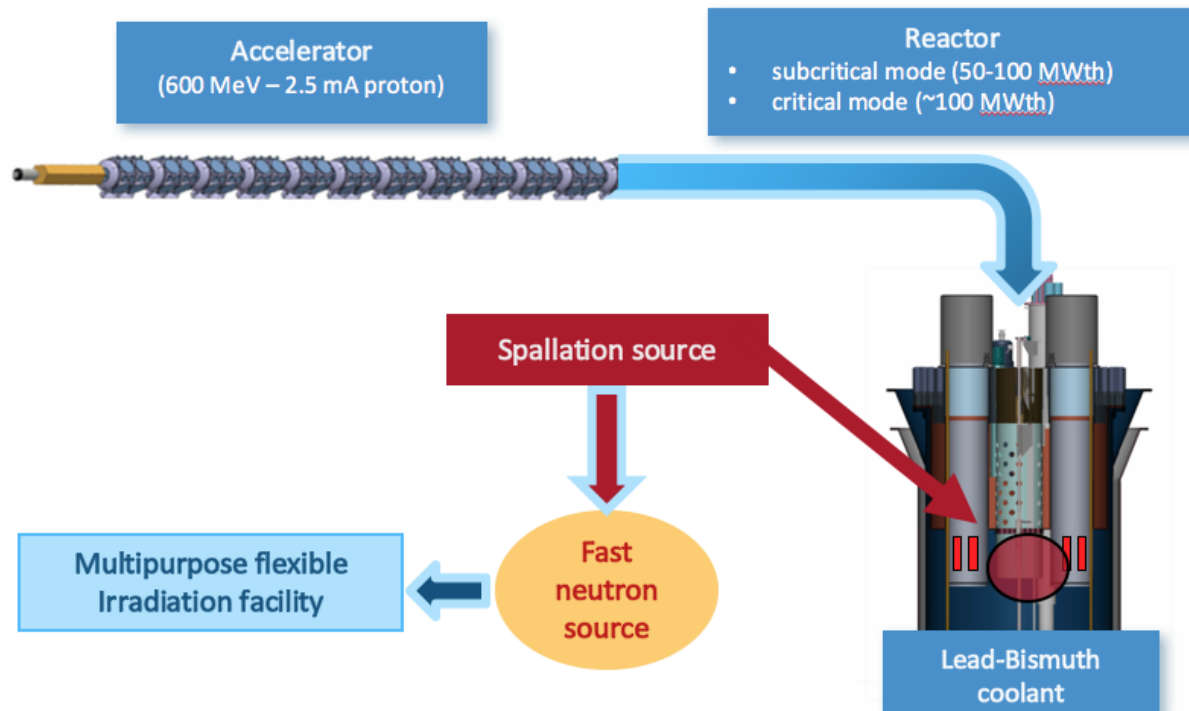 Accelerator
(600 MeV – 2.5 mA proton)
Reactor
• subcritical mode (50-100 MWth)
• critical mode (~100 MWth)
Spallation source
Fast
neutron
source
Multipurpose flexible
Irradiation facility
Lead-Bismuth
coolant